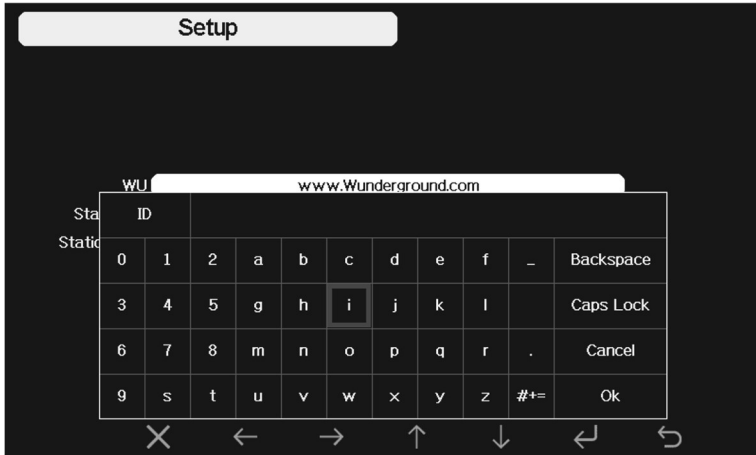 Setup
WU www.Wunderground.com
Sta ID
Static
0 1 2 a b c d e f _ Backspace
3 4 5 g h i j k l Caps Lock
6 7 8 m n o p q r . Cancel
9 s t u v w x y z #+= Ok